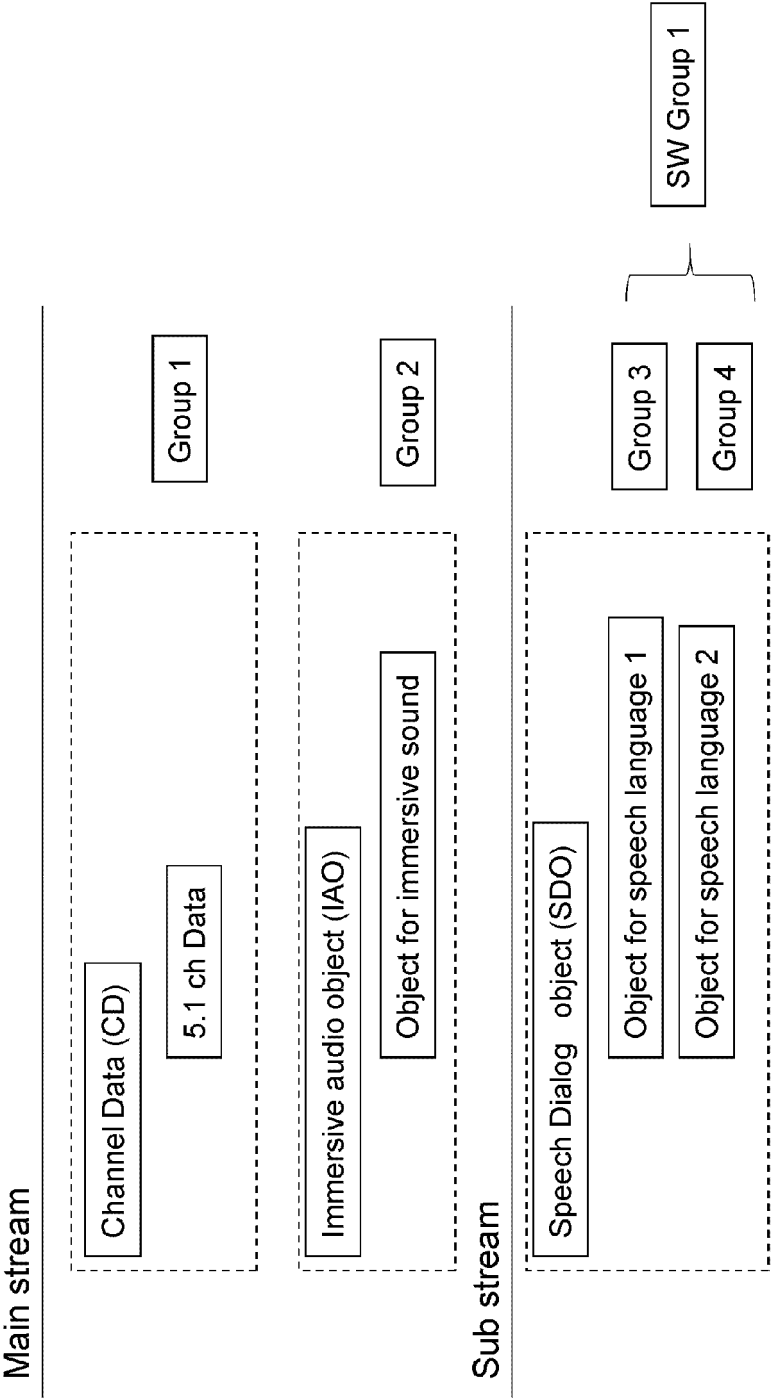 Main stream
Channel Data (CD)
5.1 ch Data
Group 1
Immersive audio object (IAO)
Object for immersive sound
Group 2
Sub stream
Speech Dialog object (SDO)
Object for speech language 1
Group 3
Object for speech language 2
Group 4
SW Group 1